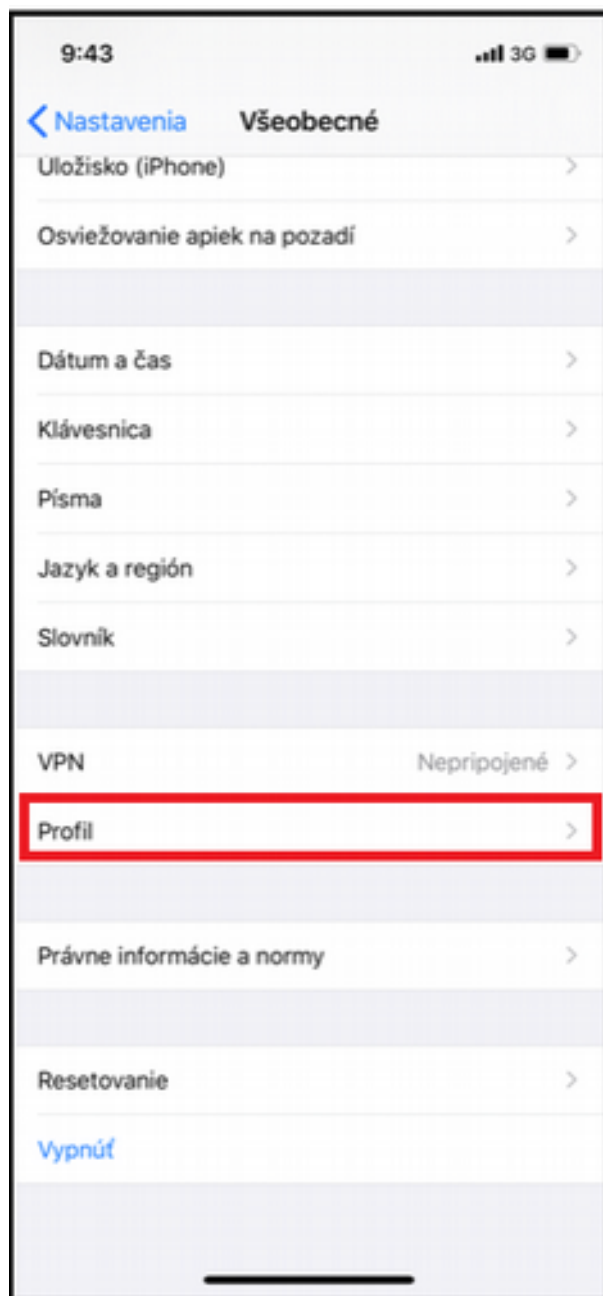 9:43 3G
Nastavenia Všeobecné
Úložisko (iPhone)
Osviežovanie apiek na pozadí
Dátum a čas
Klávesnica
Písma
Jazyk a región
Slovník
VPN Nepripojené
Profil
Právne informácie a normy
Resetovanie
Vypnúť